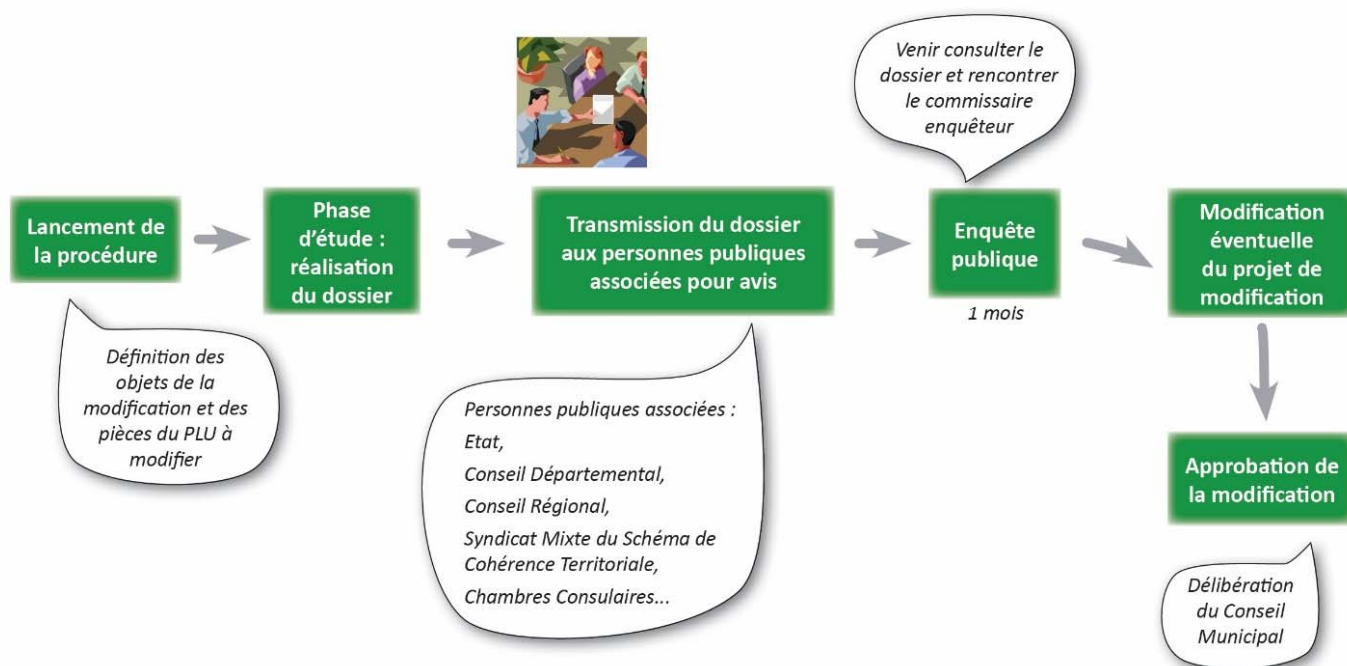 Venir consulter le
dossier et rencontrer
le commissaire
enquêteur
Lancement de
la procédure
Phase
d’étude :
réalisation
du dossier
Transmission du dossier
aux personnes publiques
associées pour avis
Enquête
publique
1 mois
Modification
éventuelle
du projet de
modification
Définition des
objets de la
modification et des
pièces du PLU à
modifier
Personnes publiques associées :
Etat,
Conseil Départemental,
Conseil Régional,
Syndicat Mixte du Schéma de
Cohérence Territoriale,
Chambres Consulaires...
Approbation de
la modification
Délibération
du Conseil
Municipal